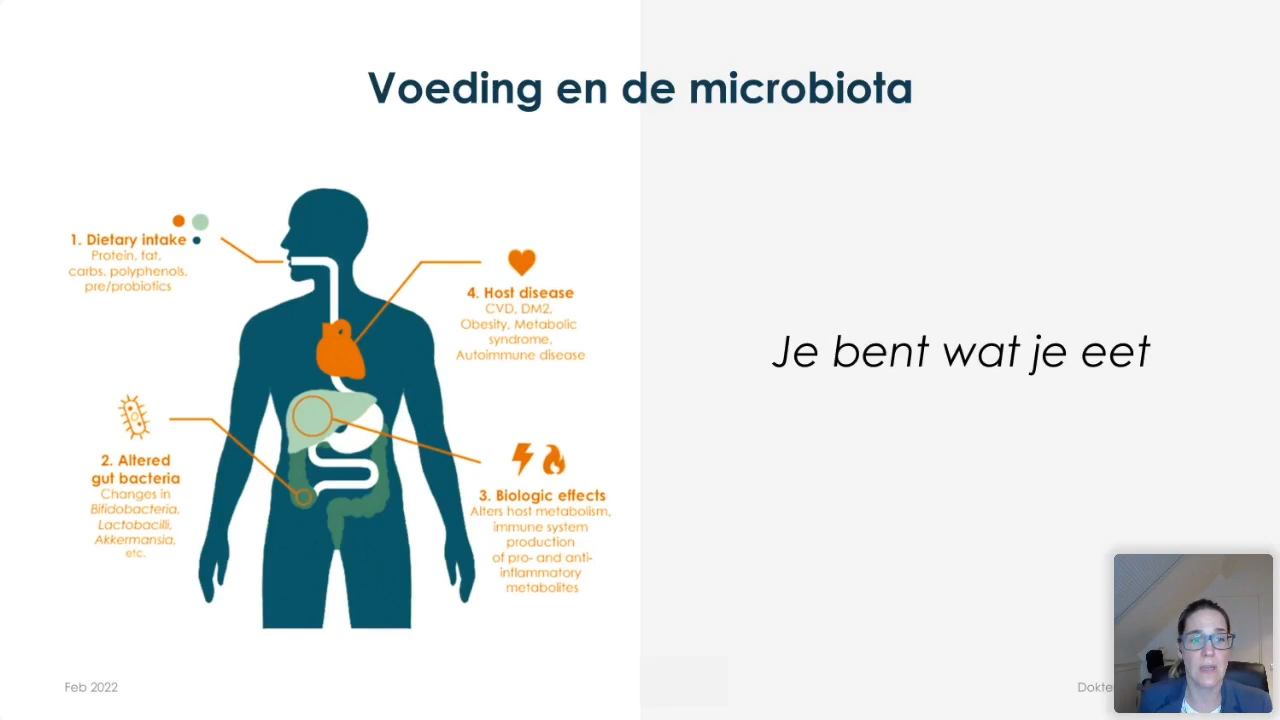 Voeding en de microbiota
1. Dietary intake
Protein, fat,
carbs, polyphenols,
pre/probiotics
4. Host disease
CVD, DM2,
Obesity, Metabolic
syndrome,
Autoimmune disease
Je bent wat je eet
2. Altered
gut bacteria
Changes in
Bifidobacteria,
Lactobacilli,
Akkermansia,
etc.
3. Biologic effects
Alters host metabolism,
immune system
production
of pro- and anti-
inflammatory
metabolites
Feb 2022